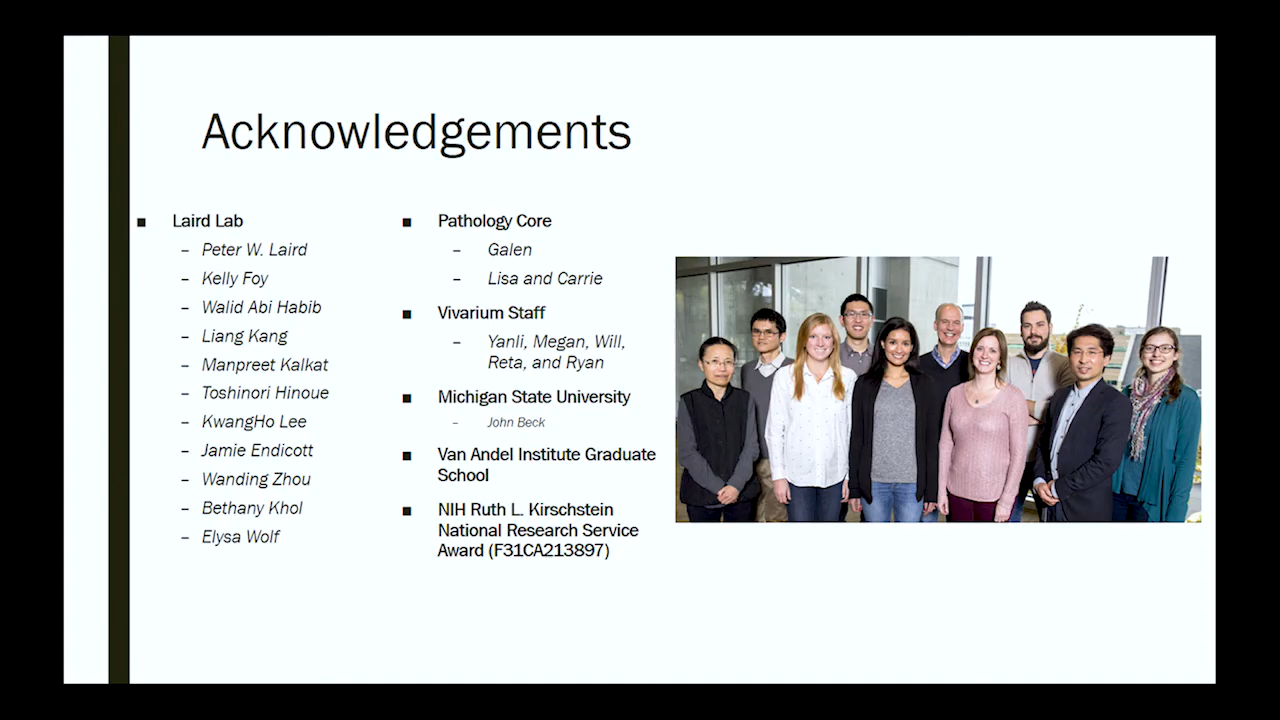 Acknowledgements
■ Laird Lab
– Peter W. Laird
– Kelly Foy
– Walid Abi Habib
– Liang Kang
– Manpreet Kalkat
– Toshinori Hinoue
– KwangHo Lee
– Jamie Endicott
– Wanding Zhou
– Bethany Khol
– Elysa Wolf
■ Pathology Core
– Galen
– Lisa and Carrie
■ Vivarium Staff
– Yanli, Megan, Will,
Reta, and Ryan
■ Michigan State University
– John Beck
■ Van Andel Institute Graduate
School
■ NIH Ruth L. Kirschstein
National Research Service
Award (F31CA213897)